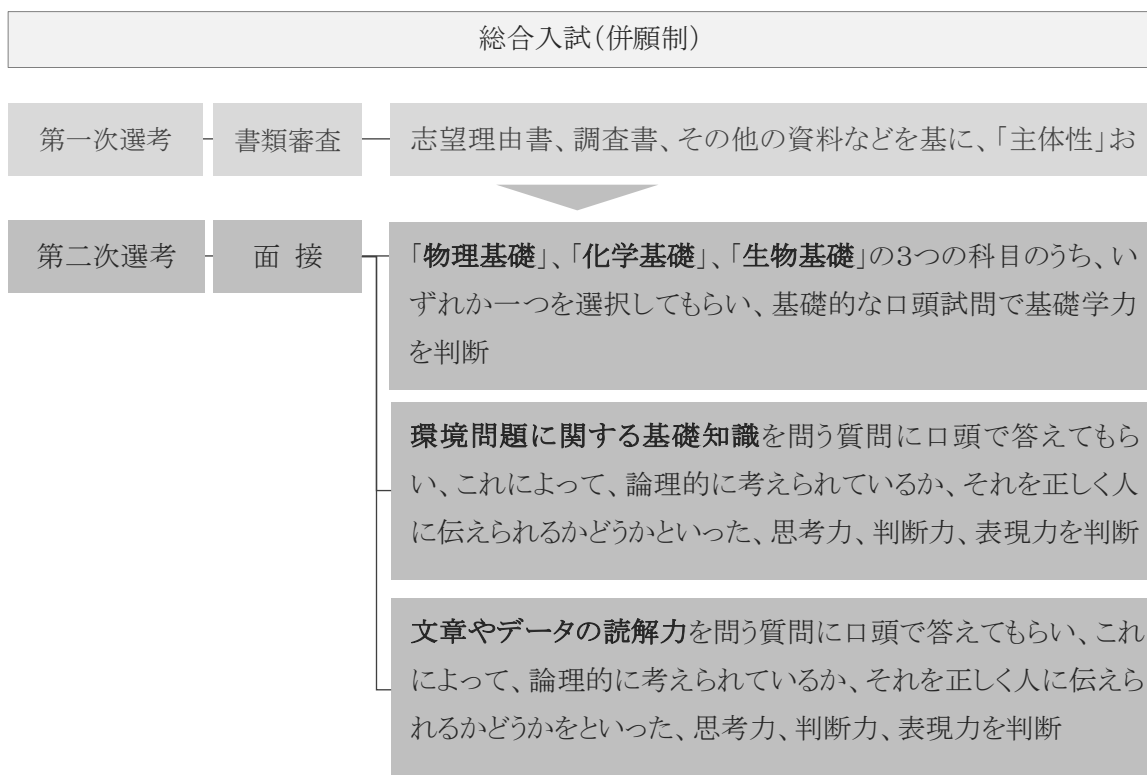 総合入試(併願制)
第一次選考
書類審査
志望理由書、調査書、その他の資料などを基に、「主体性」お
第二次選考
面 接
「物理基礎」、「化学基礎」、「生物基礎」の3つの科目のうち、い
ずれか一つを選択してもらい、基礎的な口頭試問で基礎学力
を判断
環境問題に関する基礎知識を問う質問に口頭で答えてもら
い、これによって、論理的に考えられているか、それを正しく人
に伝えられるかどうかといった、思考力、判断力、表現力を判断
文章やデータの読解力を問う質問に口頭で答えてもらい、これ
によって、論理的に考えられているか、それを正しく人に伝えら
れるかどうかをといった、思考力、判断力、表現力を判断